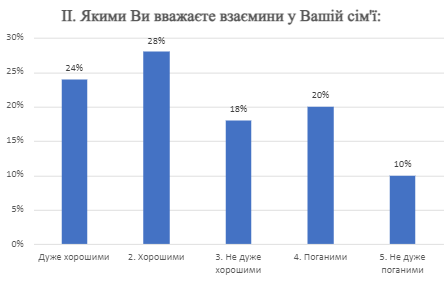 II. Якими Ви вважаєте взаємини у Вашій сім'ї:
30%
25%
20%
15%
10%
5%
0%
24%
28%
18%
20%
10%
Дуже хорошими
2. Хорошими
3. Не дуже
хорошими
4. Поганими
5. Не дуже
поганими